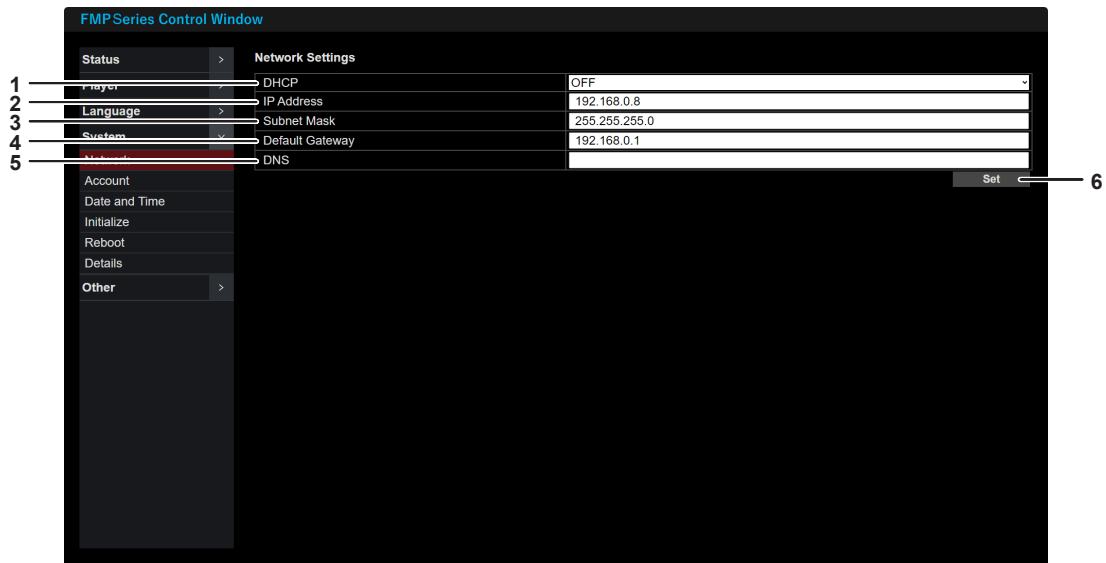 FMP Series Control Window
Status >
Network Settings
1 Player >
DHCP OFF
2 IP Address 192.168.0.8
Language >
3 Subnet Mask 255.255.255.0
4 System
Default Gateway 192.168.0.1
5 Network
DNS
Account
Set 6
Date and Time
Initialize
Reboot
Details
Other >